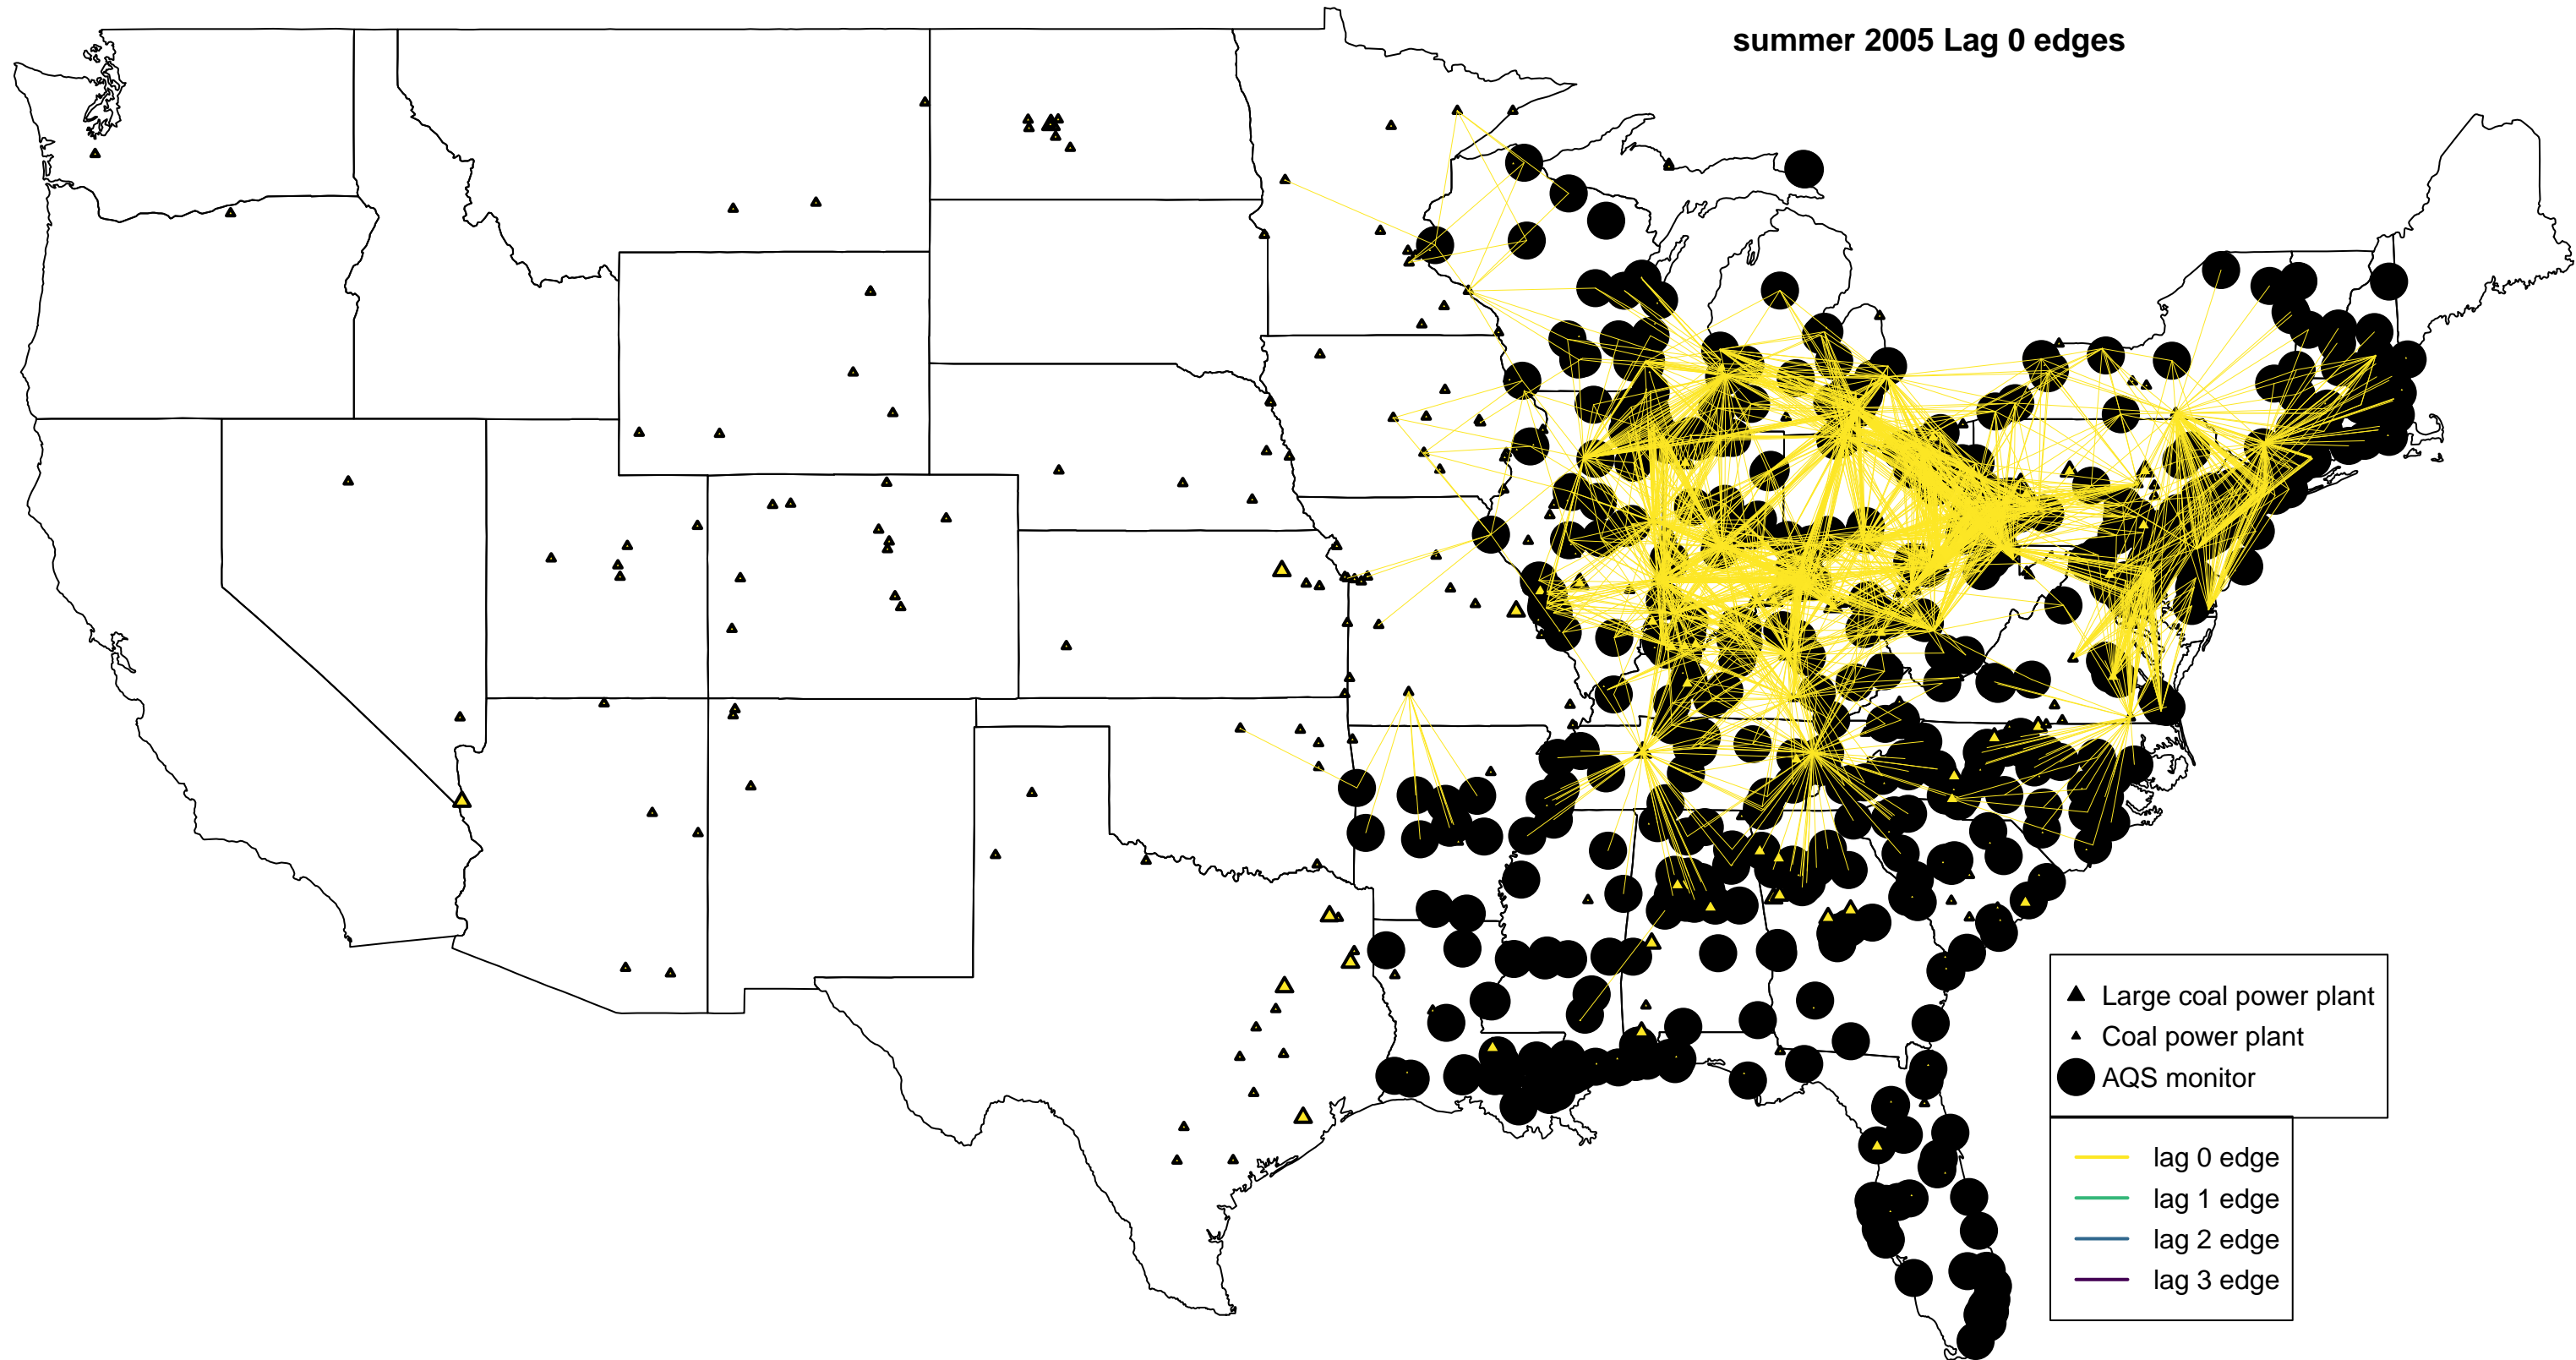 summer 2005 Lag 0 edges
Large coal power plant
Coal power plant
AQS monitor
lag 0 edge
lag 1 edge
lag 2 edge
lag 3 edge